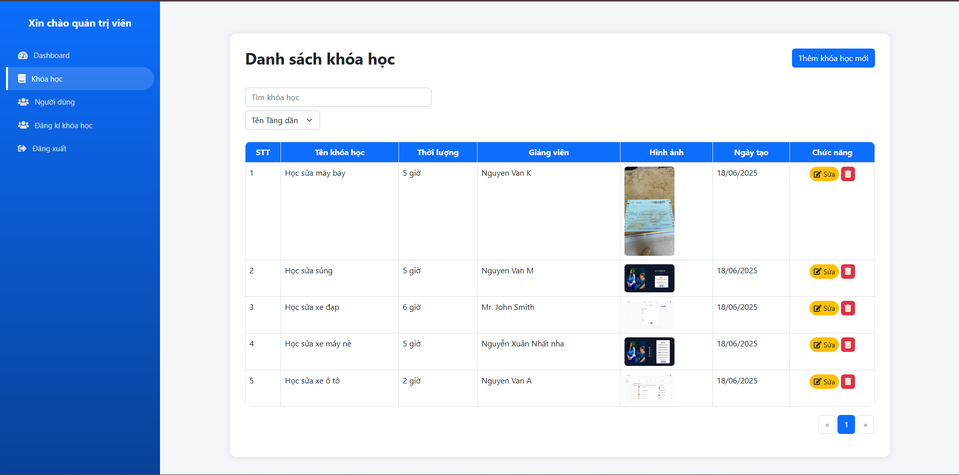 Xin chào quản trị viên
Dashboard
Khóa học
Người dùng
Đăng kí khóa học
Đăng xuất
Danh sách khóa học
Thêm khóa học mới
Tìm khóa học
Tên Tăng dần
STT Tên khóa học Thời lượng Giảng viên Hình ảnh Ngày tạo Chức năng
1 Học sửa máy bay 5 giờ Nguyen Van K 18/06/2025 Sửa
2 Học sửa súng 5 giờ Nguyen Van M 18/06/2025 Sửa
3 Học sửa xe đạp 6 giờ Mr. John Smith 18/06/2025 Sửa
4 Học sửa xe máy nè 5 giờ Nguyễn Xuân Nhất nha 18/06/2025 Sửa
5 Học sửa xe ô tô 2 giờ Nguyen Van A 18/06/2025 Sửa
« 1 »